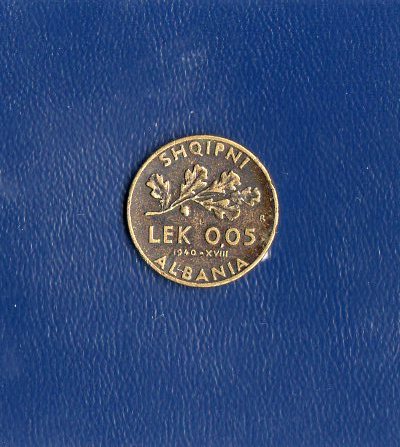 SHQIPNI
R
LEK 0,05
1940-XVIII
ALBANIA